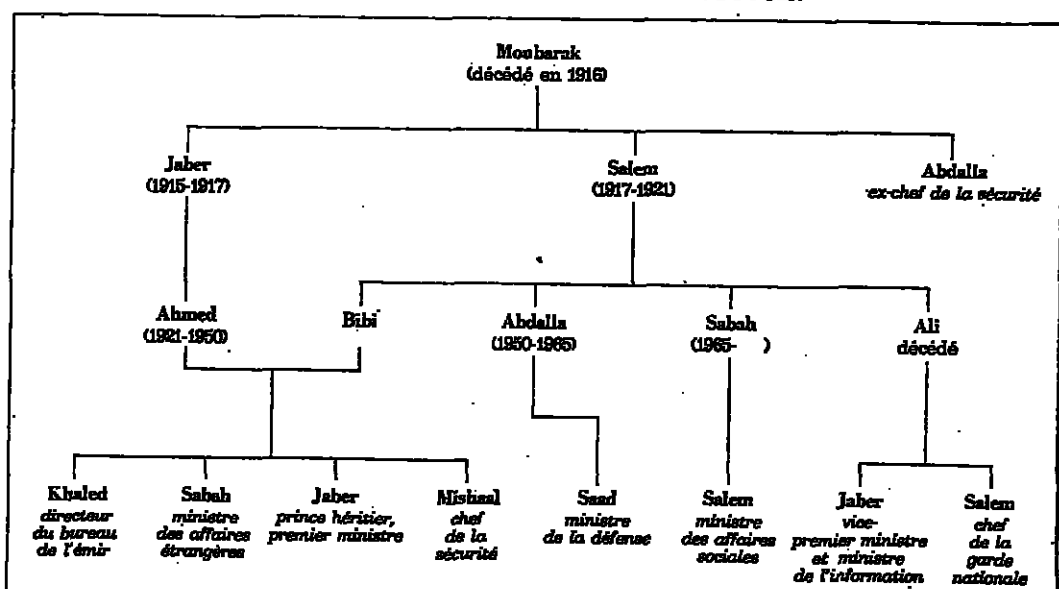 Moubarak
(décédé en 1916)
Jaber
(1915-1917)
Salem
(1917-1921)
Abdalla
ex-chef de la sécurité
Ahmed
(1921-1950)
Bibi
Abdalla
(1950-1965)
Sabah
(1965- )
Ali
décédé
Khaled
directeur
du bureau
de l'émir
Sabah
ministre
des affaires
étrangères
Jaber
prince héritier,
premier ministre
Mishaal
chef
de la
sécurité
Saad
ministre
de la défense
Salem
ministre
des affaires
sociales
Jaber
vice-
premier ministre
et ministre
de l'information
Salem
chef
de la
garde
nationale